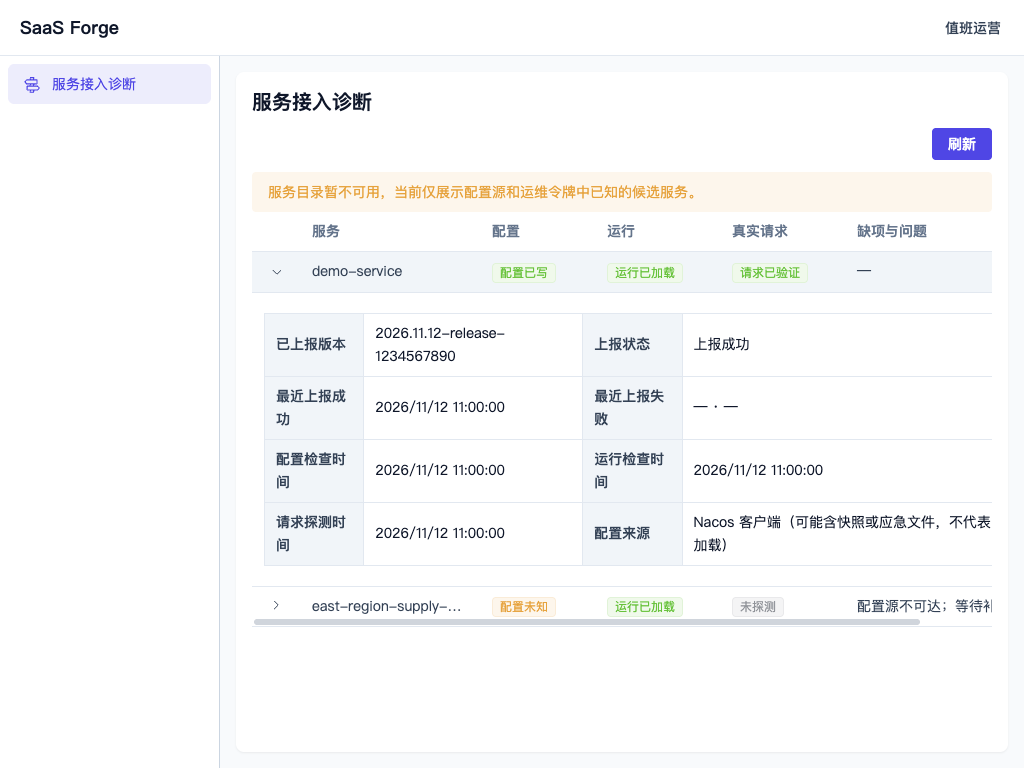 SaaS Forge
值班运营
服务接入诊断
服务接入诊断
刷新
服务目录暂不可用，当前仅展示配置源和运维令牌中已知的候选服务。
服务 配置 运行 真实请求 缺项与问题
demo-service 配置已写 运行已加载 请求已验证 —
已上报版本 2026.11.12-release-
1234567890 上报状态 上报成功
最近上报成
功 2026/11/12 11:00:00 最近上报失
败 — · —
配置检查时
间 2026/11/12 11:00:00 运行检查时
间 2026/11/12 11:00:00
请求探测时
间 2026/11/12 11:00:00 配置来源 Nacos 客户端（可能含快照或应急文件，不代表
加载）
east-region-supply-... 配置未知 运行已加载 未探测 配置源不可达；等待